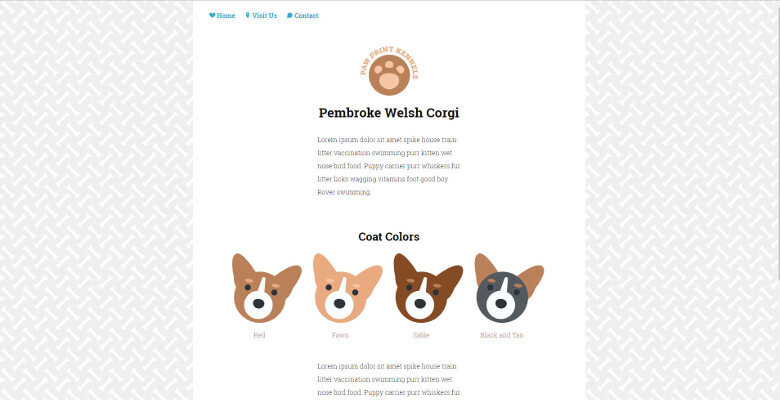 Home Visit Us Contact
PAW PRINT KENNELS
Pembroke Welsh Corgi
Lorem ipsum dolor sit amet spike house train
litter vaccination swimming purr kitten wet
nose bird food. Puppy carrier purr whiskers fur
litter licks wagging vitamins foot good boy
Rover swimming.
Coat Colors
Red Fawn Sable Black and Tan
Lorem ipsum dolor sit amet spike house train
litter vaccination swimming purr kitten wet
nose bird food. Puppy carrier purr whiskers fur